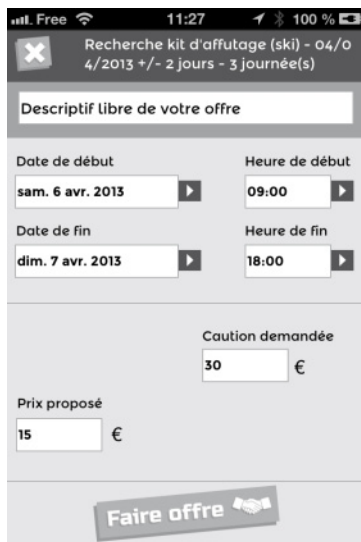 Free 11:27 100 %
Recherche kit d'affutage (ski) - 04/0
4/2013 +/- 2 jours - 3 journée(s)
Descriptif libre de votre offre
Date de début Heure de début
sam. 6 avr. 2013 09:00
Date de fin Heure de fin
dim. 7 avr. 2013 18:00
Caution demandée
30 €
Prix proposé
15 €
Faire offre